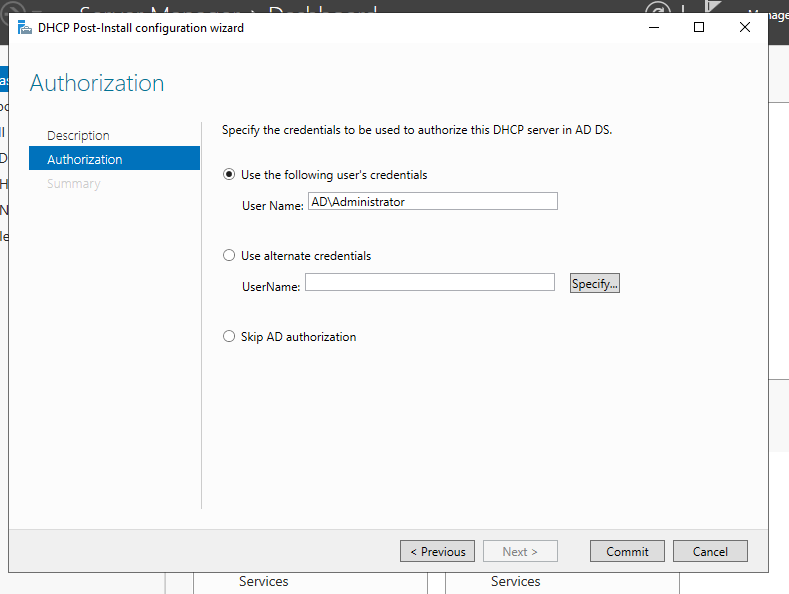 DHCP Post-Install configuration wizard
Authorization
Description
Authorization
Summary
Specify the credentials to be used to authorize this DHCP server in AD DS.
Use the following user's credentials
User Name: AD\Administrator
Use alternate credentials
UserName:
Specify...
Skip AD authorization
< Previous
Next >
Commit
Cancel
Services
Services